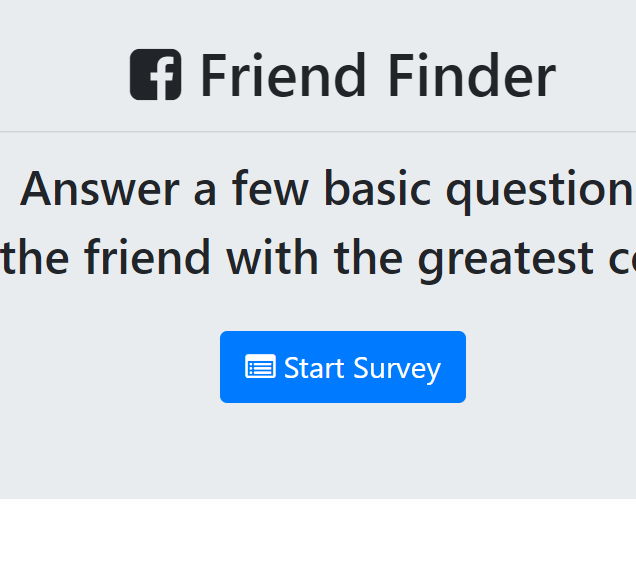 Friend Finder
Answer a few basic question
the friend with the greatest
Start Survey